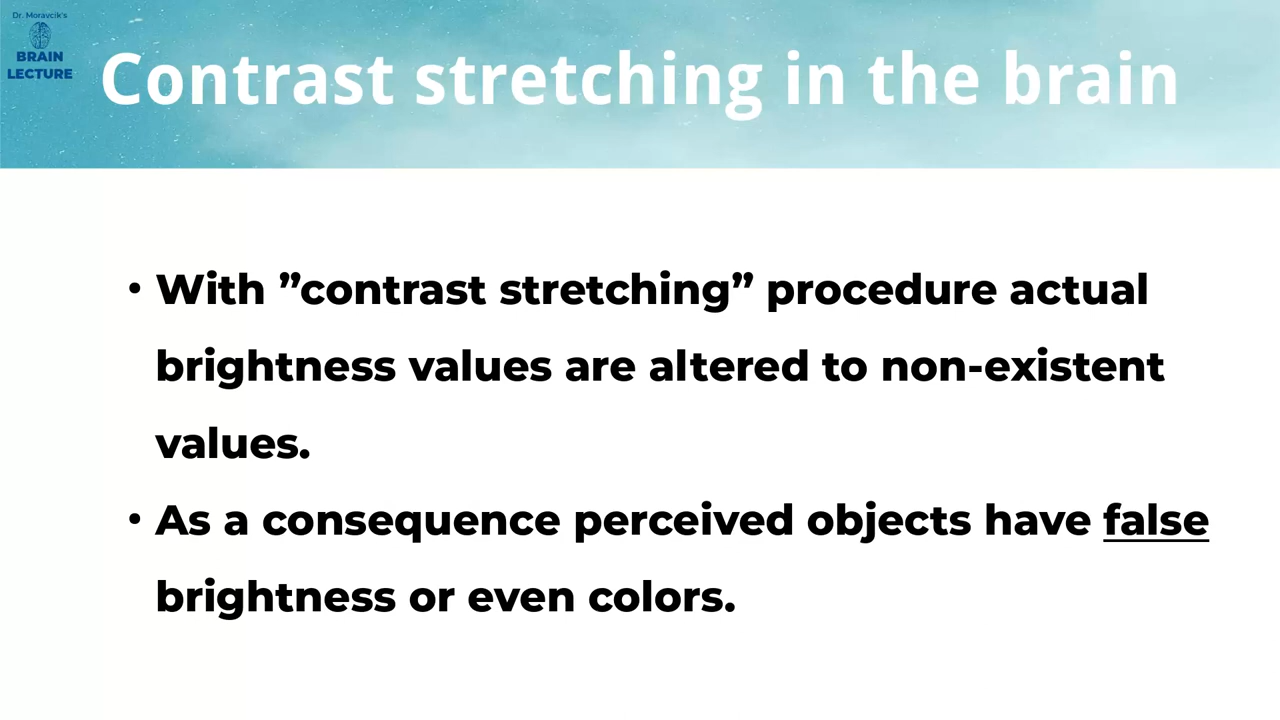 Dr. Moravcik's
BRAIN
LECTURE
Contrast stretching in the brain
• With ”contrast stretching” procedure actual
brightness values are altered to non-existent
values.
• As a consequence perceived objects have false
brightness or even colors.